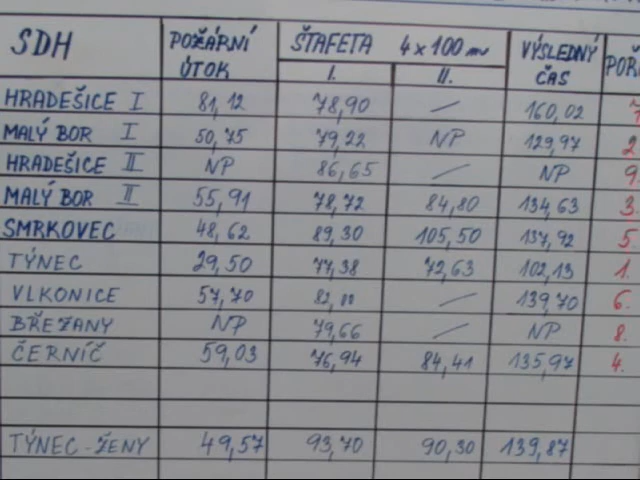 SDH POŽÁRNÍ ÚTOK ŠTAFETA 4 x 100 m VÝSLEDNÝ ČAS
I. II.
HRADEŠICE I 81,12 78,90 — 160,02 7
MALÝ BOR I 50,75 79,22 NP 129,97 2
HRADEŠICE II NP 86,65 — NP 9.
MALÝ BOR II 55,91 78,72 84,80 134,63 3.
SMRKOVEC 48,62 89,30 105,50 137,92 5.
TÝNEC 29,50 77,38 72,63 102,13 1.
VLKONICE 57,70 82,00 — 139,70 6.
BŘEŽANY NP 79,66 — NP 8.
ČERNÍČ 59,03 76,94 84,41 135,97 4.
TÝNEC-ŽENY 49,57 93,70 90,30 139,87